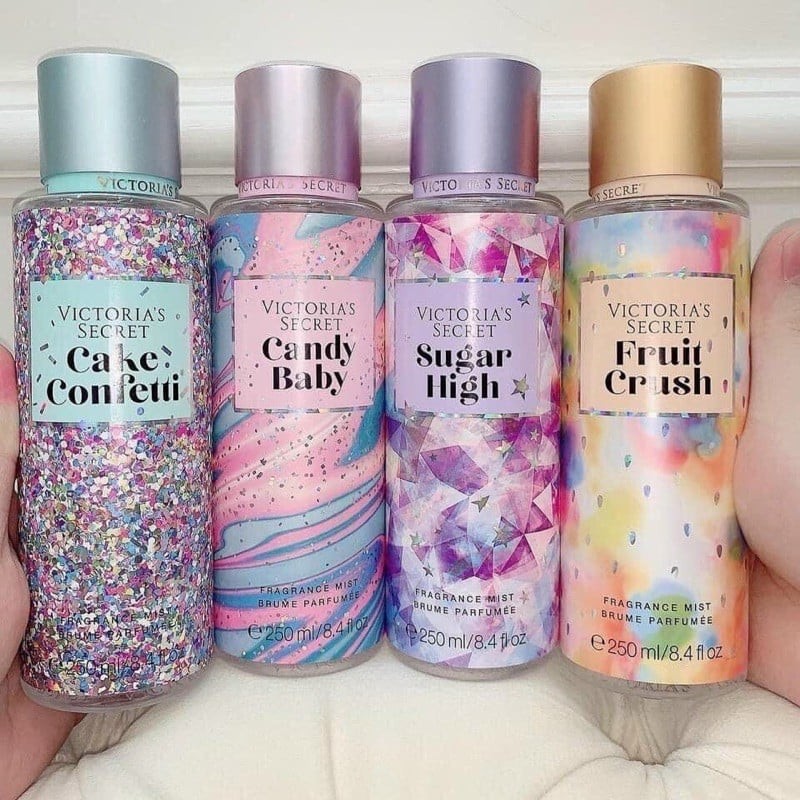 VICTORIA'S
VICTORIA'S
SECRET
Cake
Confetti
FRAGRANCE MIST
BRUME PARFUMÉE
℮250 ml/8.4 fl oz
VICTORIA'S SECRET
VICTORIA'S
SECRET
Candy
Baby
FRAGRANCE MIST
BRUME PARFUMÉE
℮250 ml/8.4 fl oz
VICTORIA'S SECRET
VICTORIA'S
SECRET
Sugar
High
FRAGRANCE MIST
BRUME PARFUMÉE
℮250 ml/8.4 fl oz
S SECRET VICTO
VICTORIA'S
SECRET
Fruit
Crush
FRAGRANCE MIST
BRUME PARFUMÉE
℮250 ml/8.4 fl oz